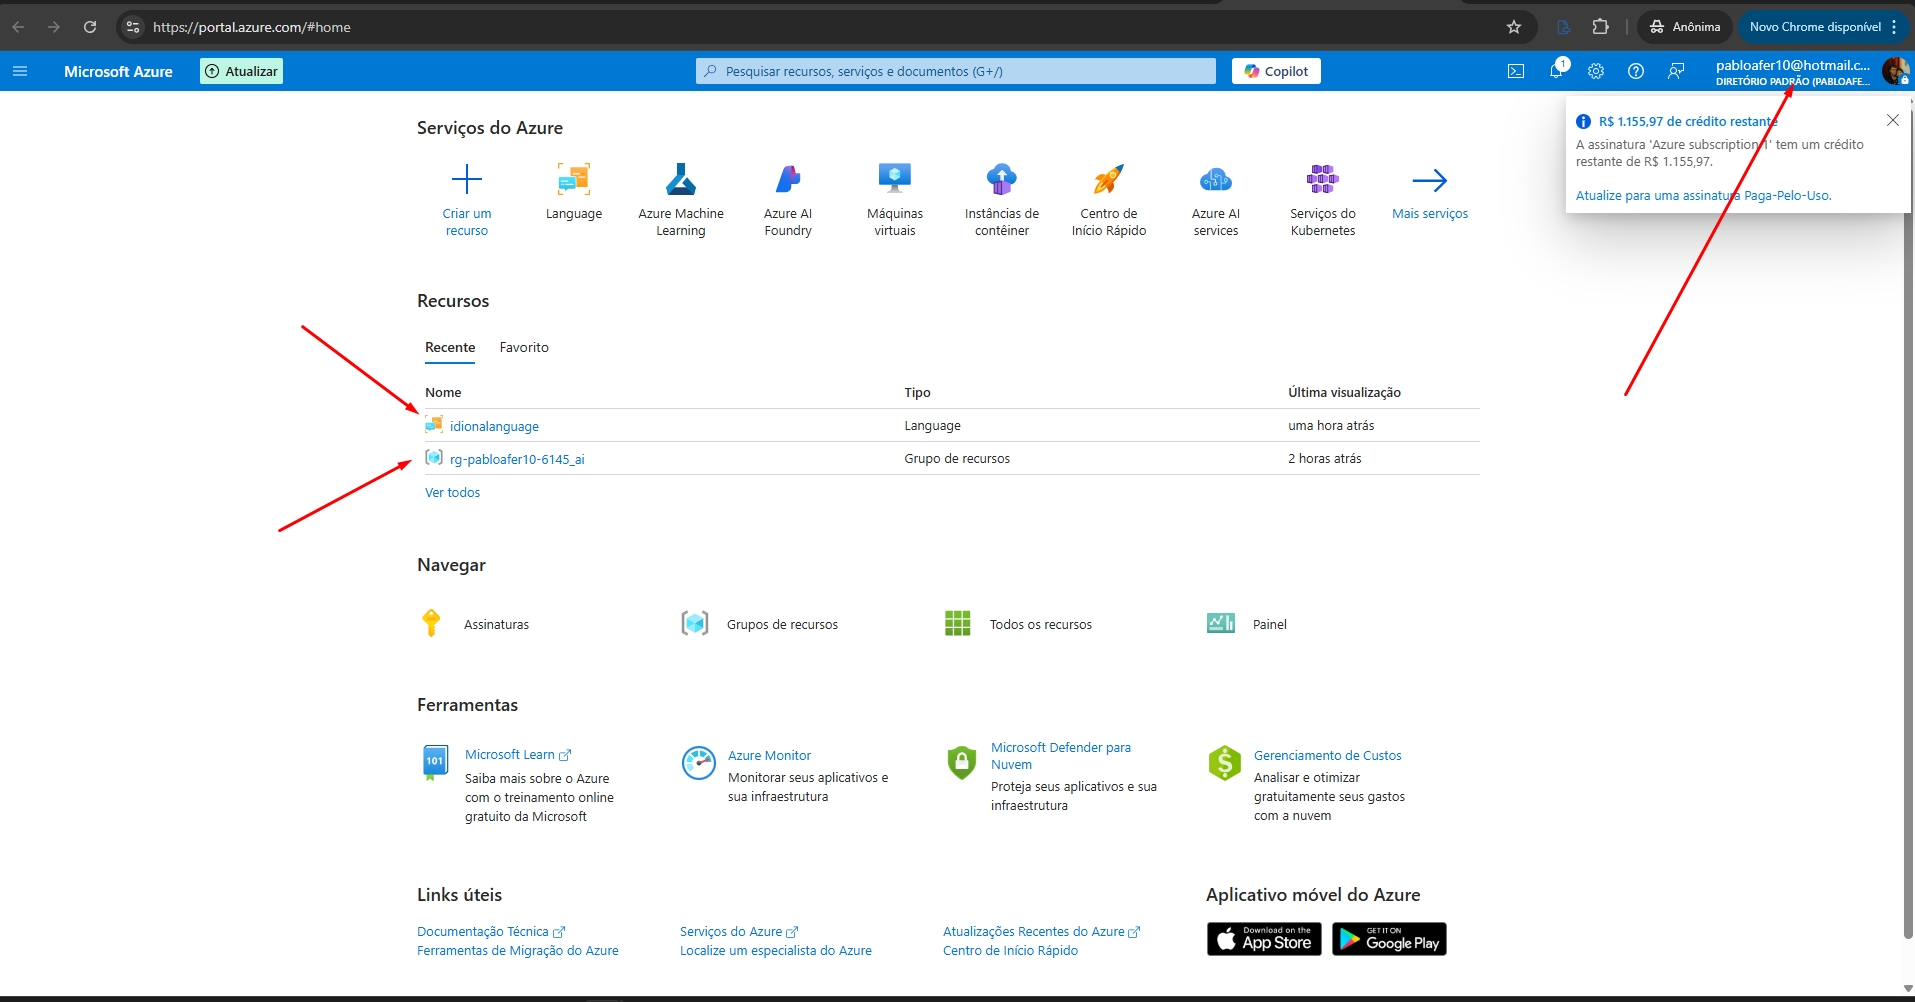 https://portal.azure.com/#home
Anônima
Novo Chrome disponível
Microsoft Azure
Atualizar
Pesquisar recursos, serviços e documentos (G+/)
Copilot
1
pabloafer10@hotmail.c...
DIRETÓRIO PADRÃO (PABLOAFE...
R$ 1.155,97 de crédito restante
A assinatura 'Azure subscription 1' tem um crédito
restante de R$ 1.155,97.
Atualize para uma assinatura Paga-Pelo-Uso.
Serviços do Azure
Criar um
recurso
Language
Azure Machine
Learning
Azure AI
Foundry
Máquinas
virtuais
Instâncias de
contêiner
Centro de
Início Rápido
Azure AI
services
Serviços do
Kubernetes
Mais serviços
Recursos
Recente
Favorito
Nome
Tipo
Última visualização
idionalanguage
Language
uma hora atrás
rg-pabloafer10-6145_ai
Grupo de recursos
2 horas atrás
Ver todos
Navegar
Assinaturas
Grupos de recursos
Todos os recursos
Painel
Ferramentas
101
Microsoft Learn
Saiba mais sobre o Azure
com o treinamento online
gratuito da Microsoft
Azure Monitor
Monitorar seus aplicativos e
sua infraestrutura
Microsoft Defender para
Nuvem
Proteja seus aplicativos e sua
infraestrutura
Gerenciamento de Custos
Analisar e otimizar
gratuitamente seus gastos
com a nuvem
Links úteis
Documentação Técnica
Ferramentas de Migração do Azure
Serviços do Azure
Localize um especialista do Azure
Atualizações Recentes do Azure
Centro de Início Rápido
Aplicativo móvel do Azure
Download on the
App Store
GET IT ON
Google Play